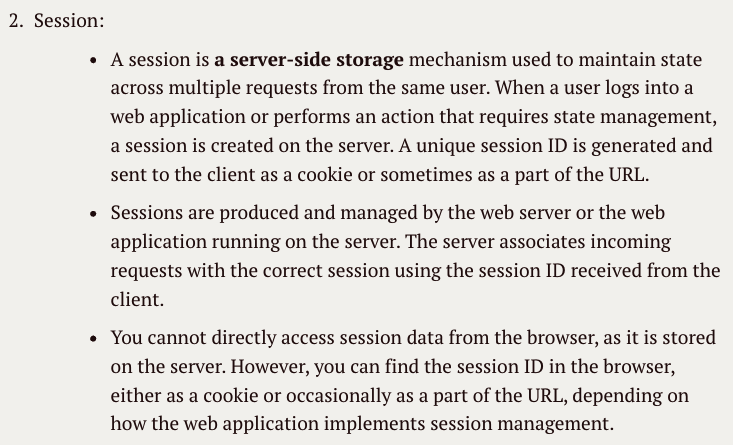 2. Session:
• A session is a server-side storage mechanism used to maintain state
across multiple requests from the same user. When a user logs into a
web application or performs an action that requires state management,
a session is created on the server. A unique session ID is generated and
sent to the client as a cookie or sometimes as a part of the URL.
• Sessions are produced and managed by the web server or the web
application running on the server. The server associates incoming
requests with the correct session using the session ID received from the
client.
• You cannot directly access session data from the browser, as it is stored
on the server. However, you can find the session ID in the browser,
either as a cookie or occasionally as a part of the URL, depending on
how the web application implements session management.